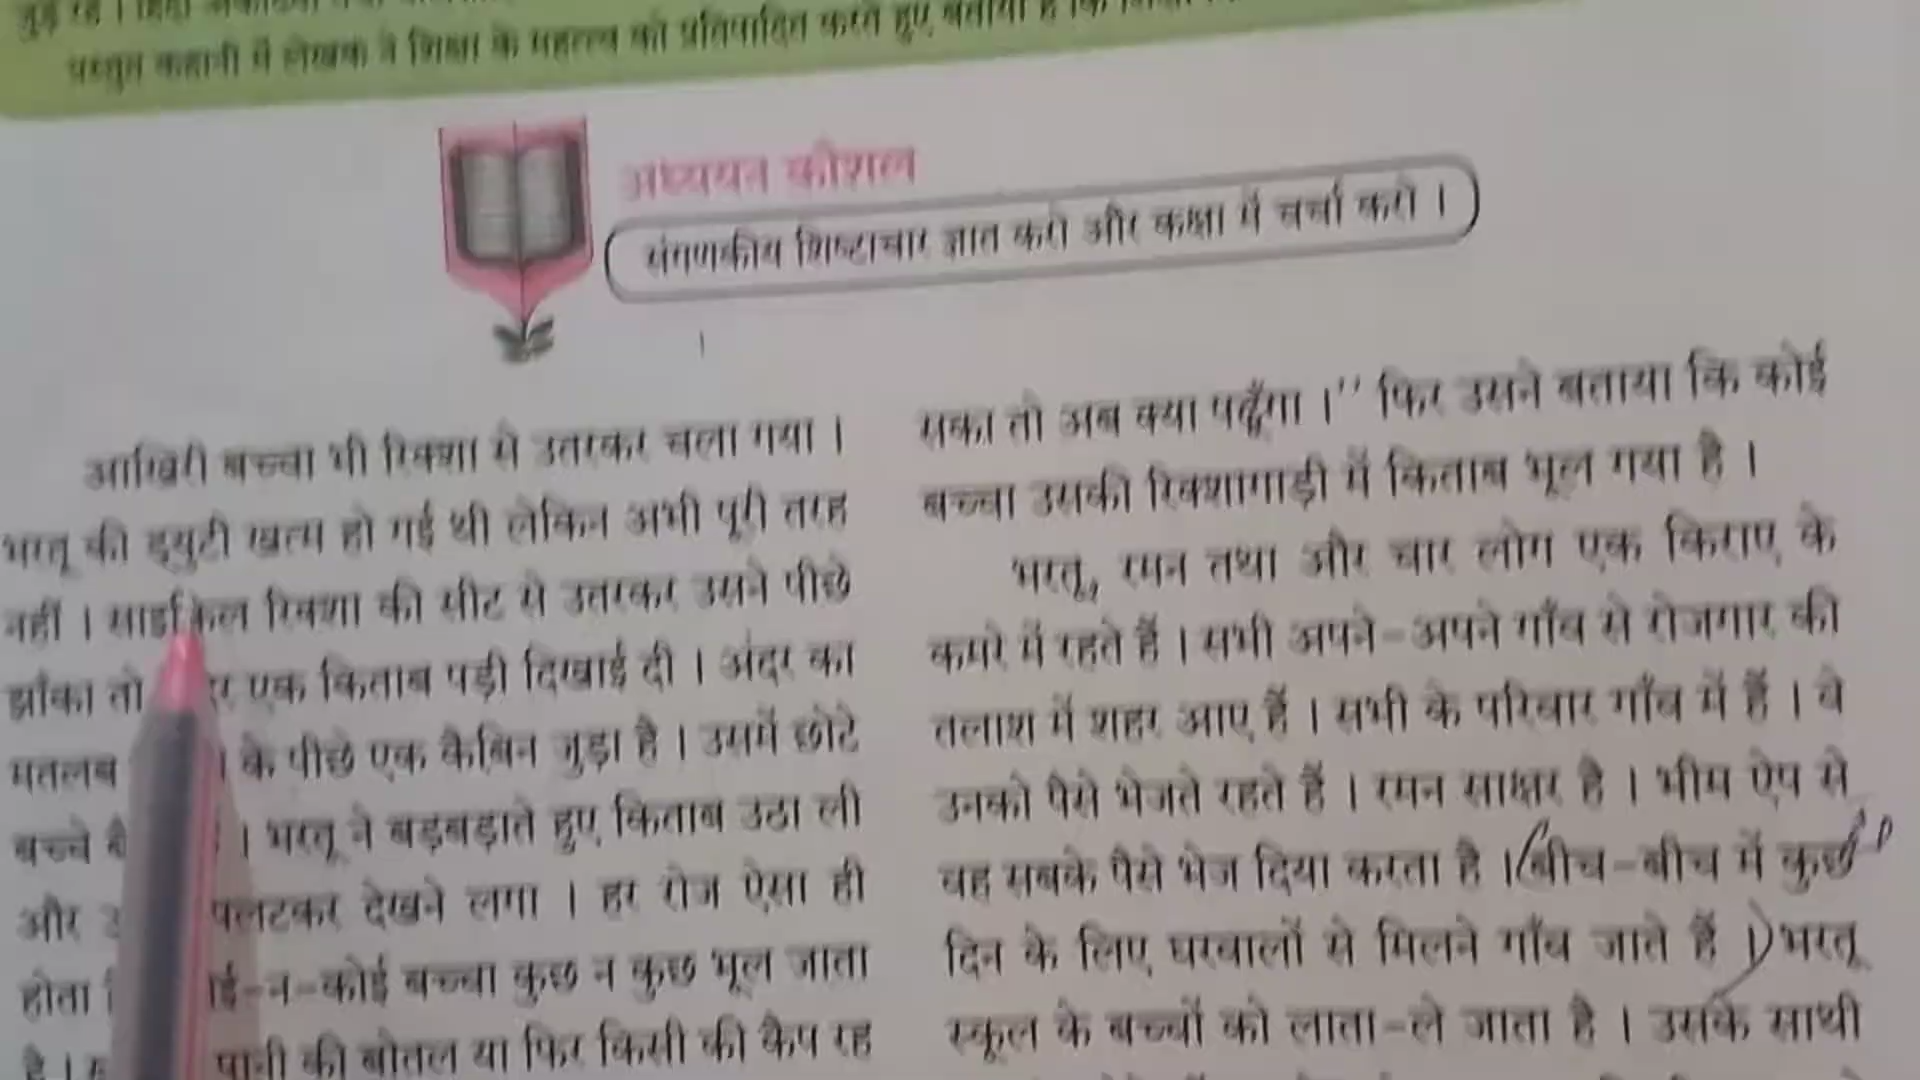 प्रस्तुत कहानी में लेखक ने शिक्षा के महत्त्व को प्रतिपादित करते हुए बताया है कि शिक्षा
अध्ययन कौशल
संगणकीय शिष्टाचार ज्ञात करो और कक्षा में चर्चा करो ।
आखिरी बच्चा भी रिक्शा से उतरकर चला गया ।
भरतू की ड्युटी खत्म हो गई थी लेकिन अभी पूरी तरह
नहीं । साईकिल रिक्शा की सीट से उतरकर उसने पीछे
झाँका तो एक किताब पड़ी दिखाई दी । अंदर का
मतलब के पीछे एक कैबिन जुड़ा है । उसमें छोटे
बच्चे । भरतू ने बड़बड़ाते हुए किताब उठा ली
और पलटकर देखने लगा । हर रोज ऐसा ही
होता न-कोई बच्चा कुछ न कुछ भूल जाता
है । पानी की बोतल या फिर किसी की कैप रह
सका तो अब क्या पढ़ूँगा ।'' फिर उसने बताया कि कोई
बच्चा उसकी रिक्शागाड़ी में किताब भूल गया है ।
भरतू, रमन तथा और चार लोग एक किराए के
कमरे में रहते हैं । सभी अपने-अपने गाँव से रोजगार की
तलाश में शहर आए हैं । सभी के परिवार गाँव में हैं । वे
उनको पैसे भेजते रहते हैं । रमन साक्षर है । भीम ऐप से
वह सबके पैसे भेज दिया करता है । बीच-बीच में कुछ
दिन के लिए घरवालों से मिलने गाँव जाते हैं । भरतू
स्कूल के बच्चों को लाता-ले जाता है । उसके साथी